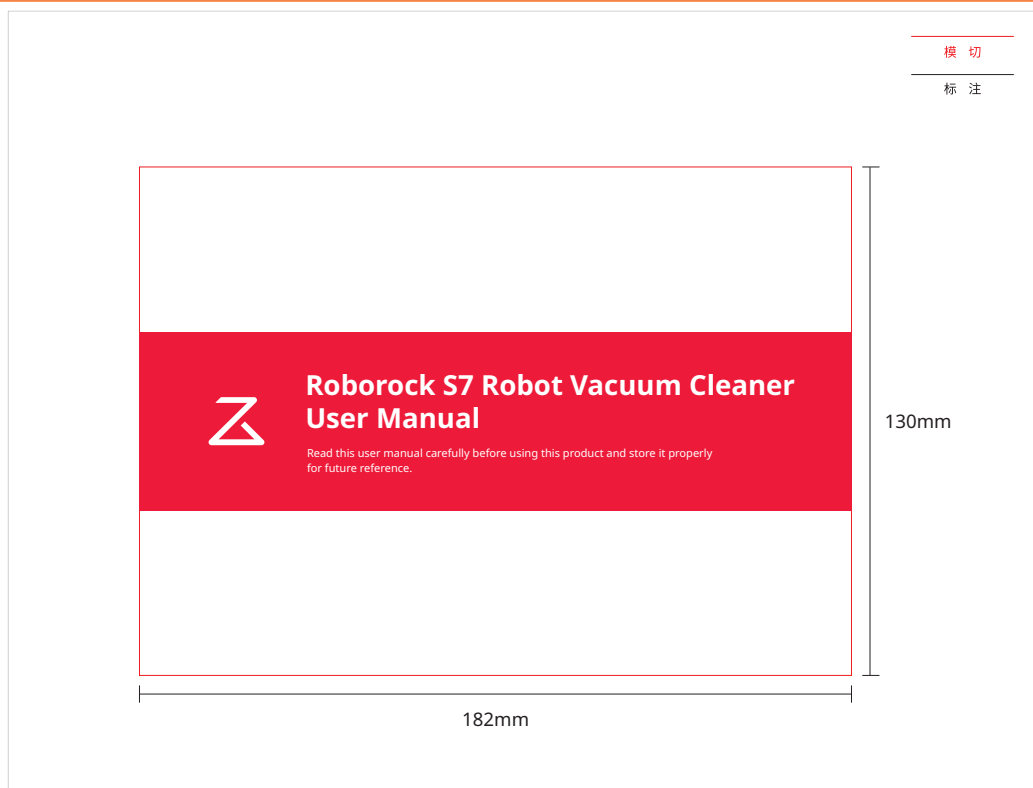 模 切
标 注
Roborock S7 Robot Vacuum Cleaner
User Manual
Read this user manual carefully before using this product and store it properly
for future reference.
130mm
182mm